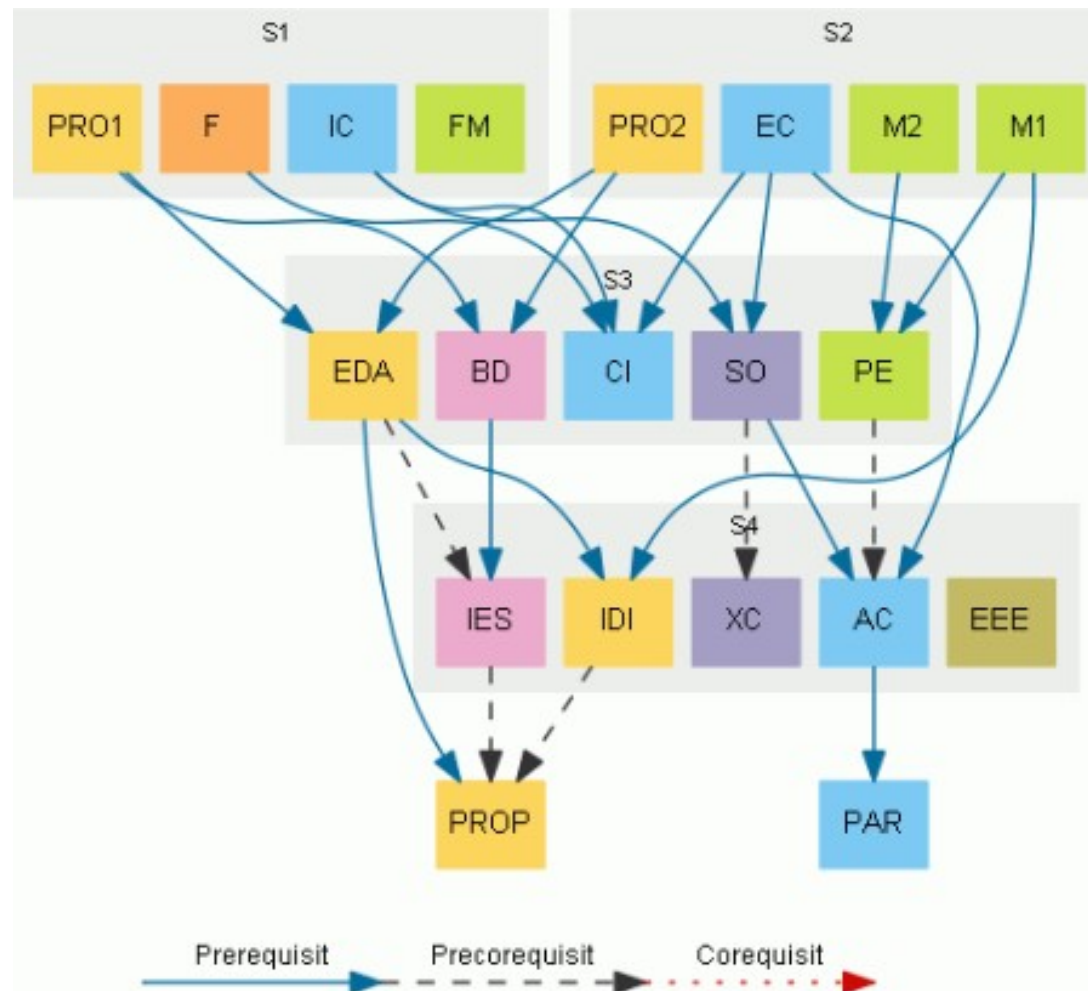 S1 S2
PRO1 F IC FM PRO2 EC M2 M1
S3
EDA BD CI SO PE
S4
IES IDI XC AC EEE
PROP PAR
Prerequisit Precorequisit Corequisit